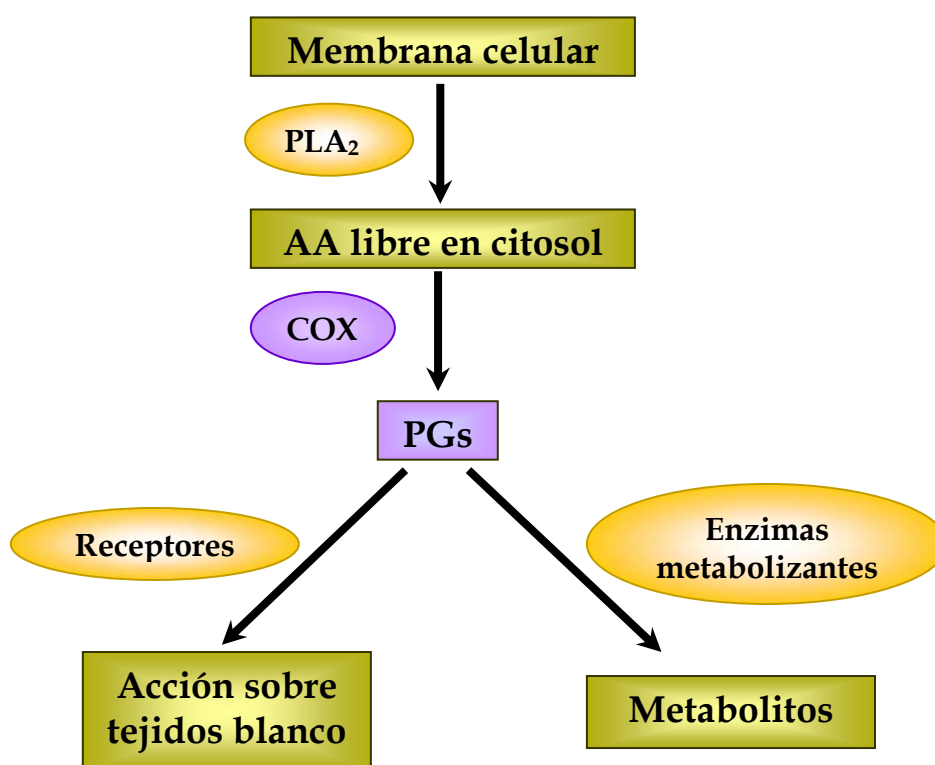 Membrana celular
PLA₂
AA libre en citosol
COX
PGs
Receptores
Enzimas
metabolizantes
Acción sobre
tejidos blanco
Metabolitos